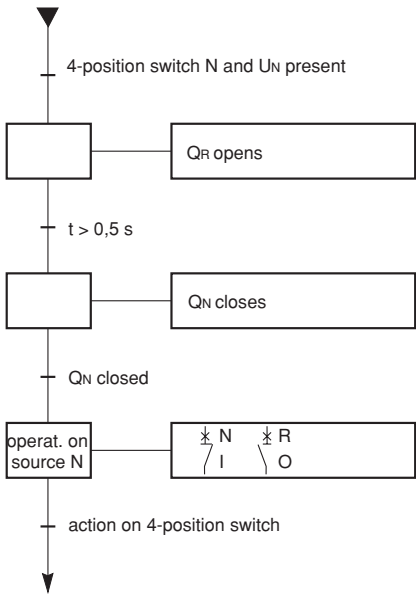 4-position switch N and UN present
QR opens
t > 0,5 s
QN closes
QN closed
operat. on
source N
N R
I O
action on 4-position switch